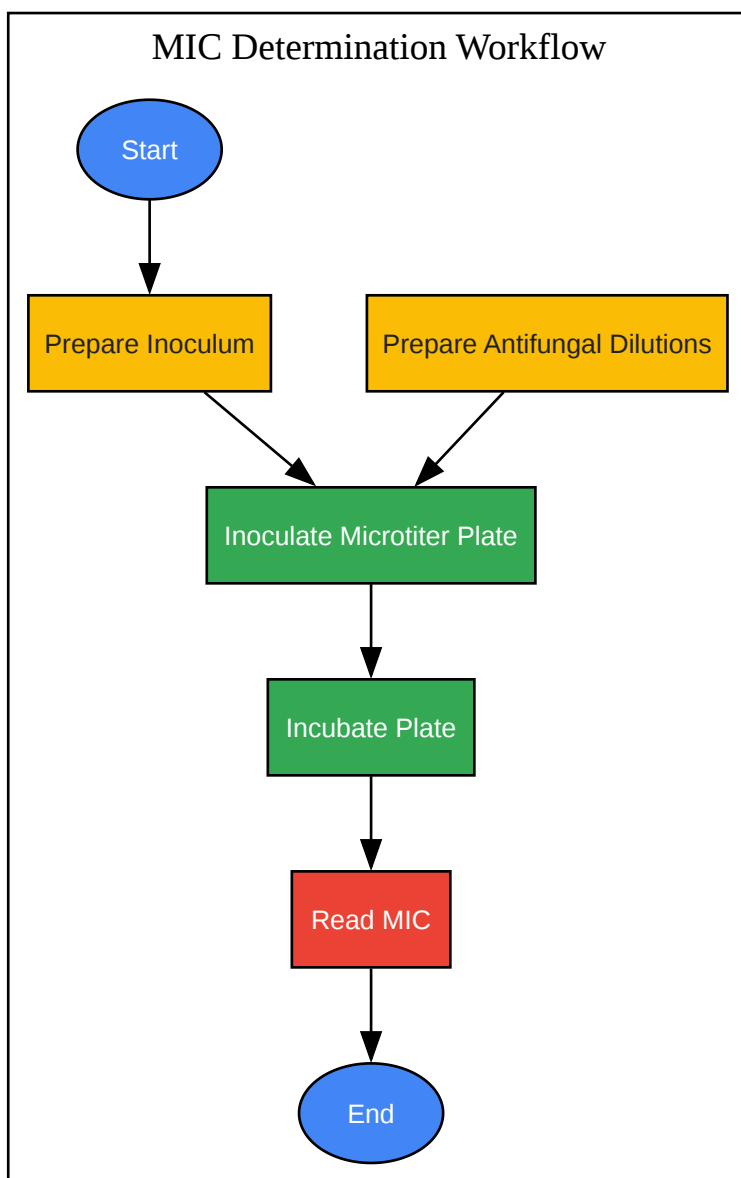 MIC Determination Workflow
Start
Prepare Inoculum
Prepare Antifungal Dilutions
Inoculate Microtiter Plate
Incubate Plate
Read MIC
End